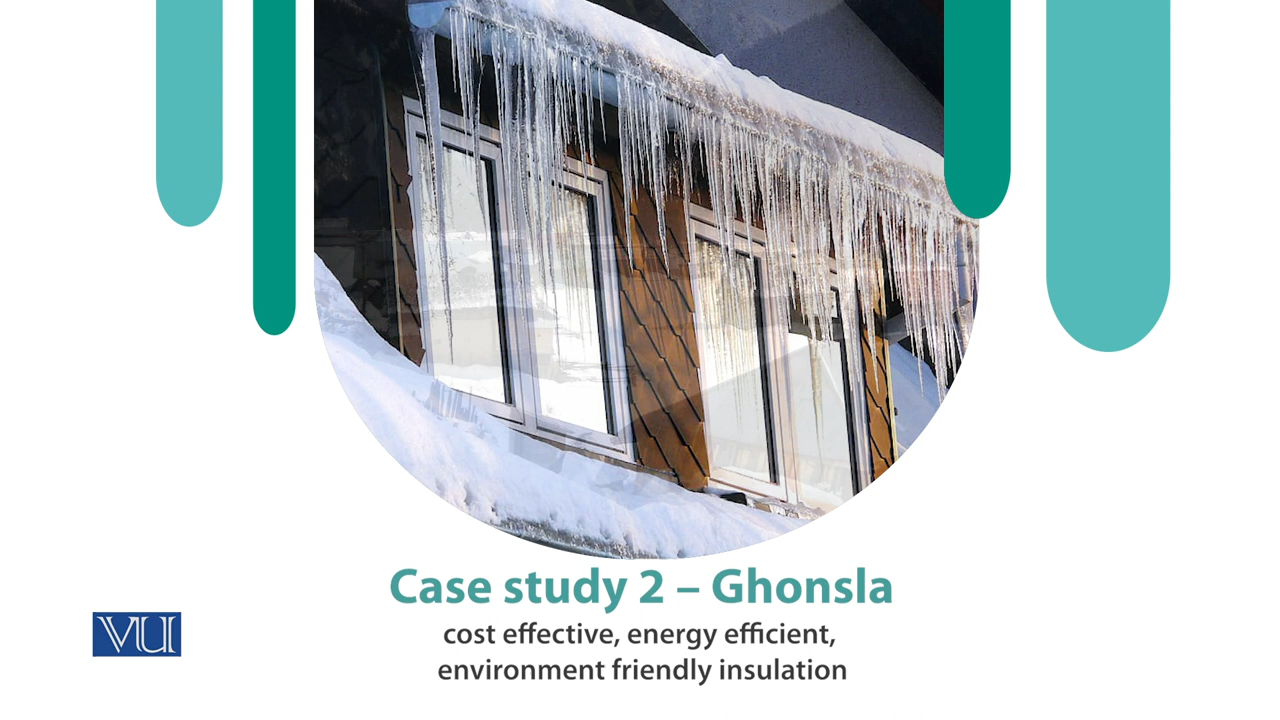 Case study 2 – Ghonsla
VU
cost effective, energy efficient,
environment friendly insulation